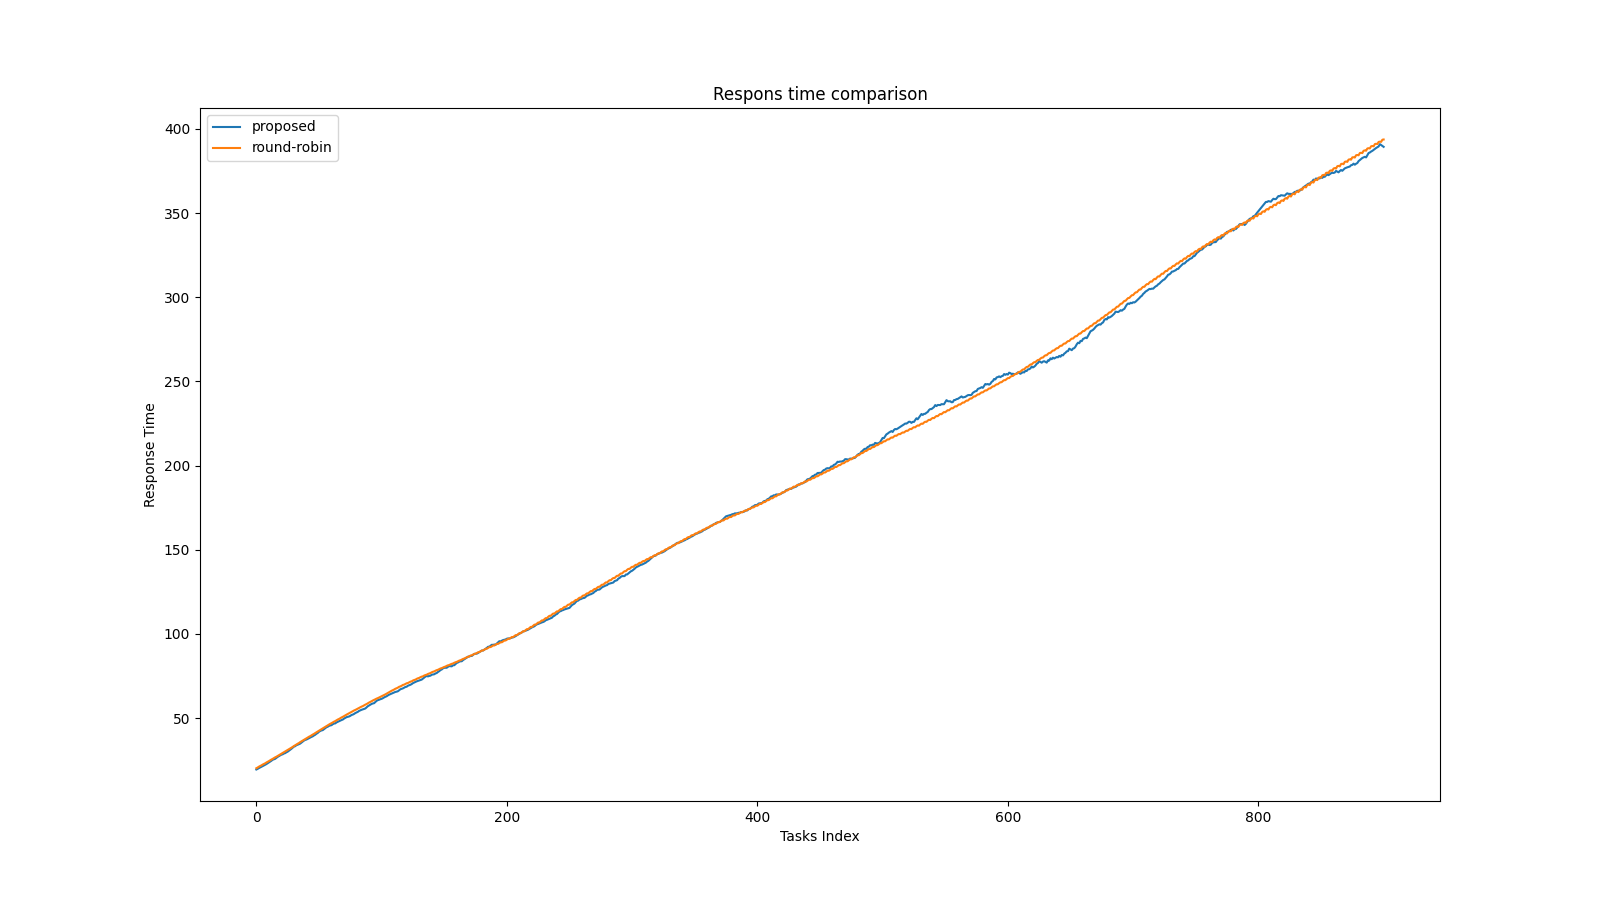 Respons time comparison
proposed
round-robin
400
350
300
250
200
150
100
50
Response Time
0 200 400 600 800
Tasks Index